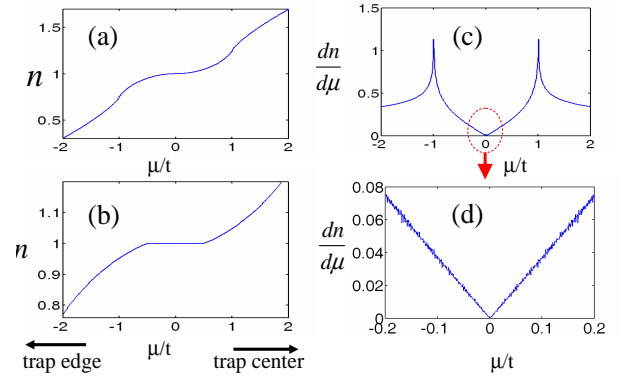 (a)
n
1.5
1
0.5
-2 -1 0 1 2
μ/t
(b)
n
1.1
1
0.9
0.8
-2 -1 0 1 2
μ/t
trap edge
trap center
(c)
dn
dμ
1.5
1
0.5
0
-2 -1 0 1 2
μ/t
(d)
dn
dμ
0.08
0.06
0.04
0.02
0
-0.2 -0.1 0 0.1 0.2
μ/t